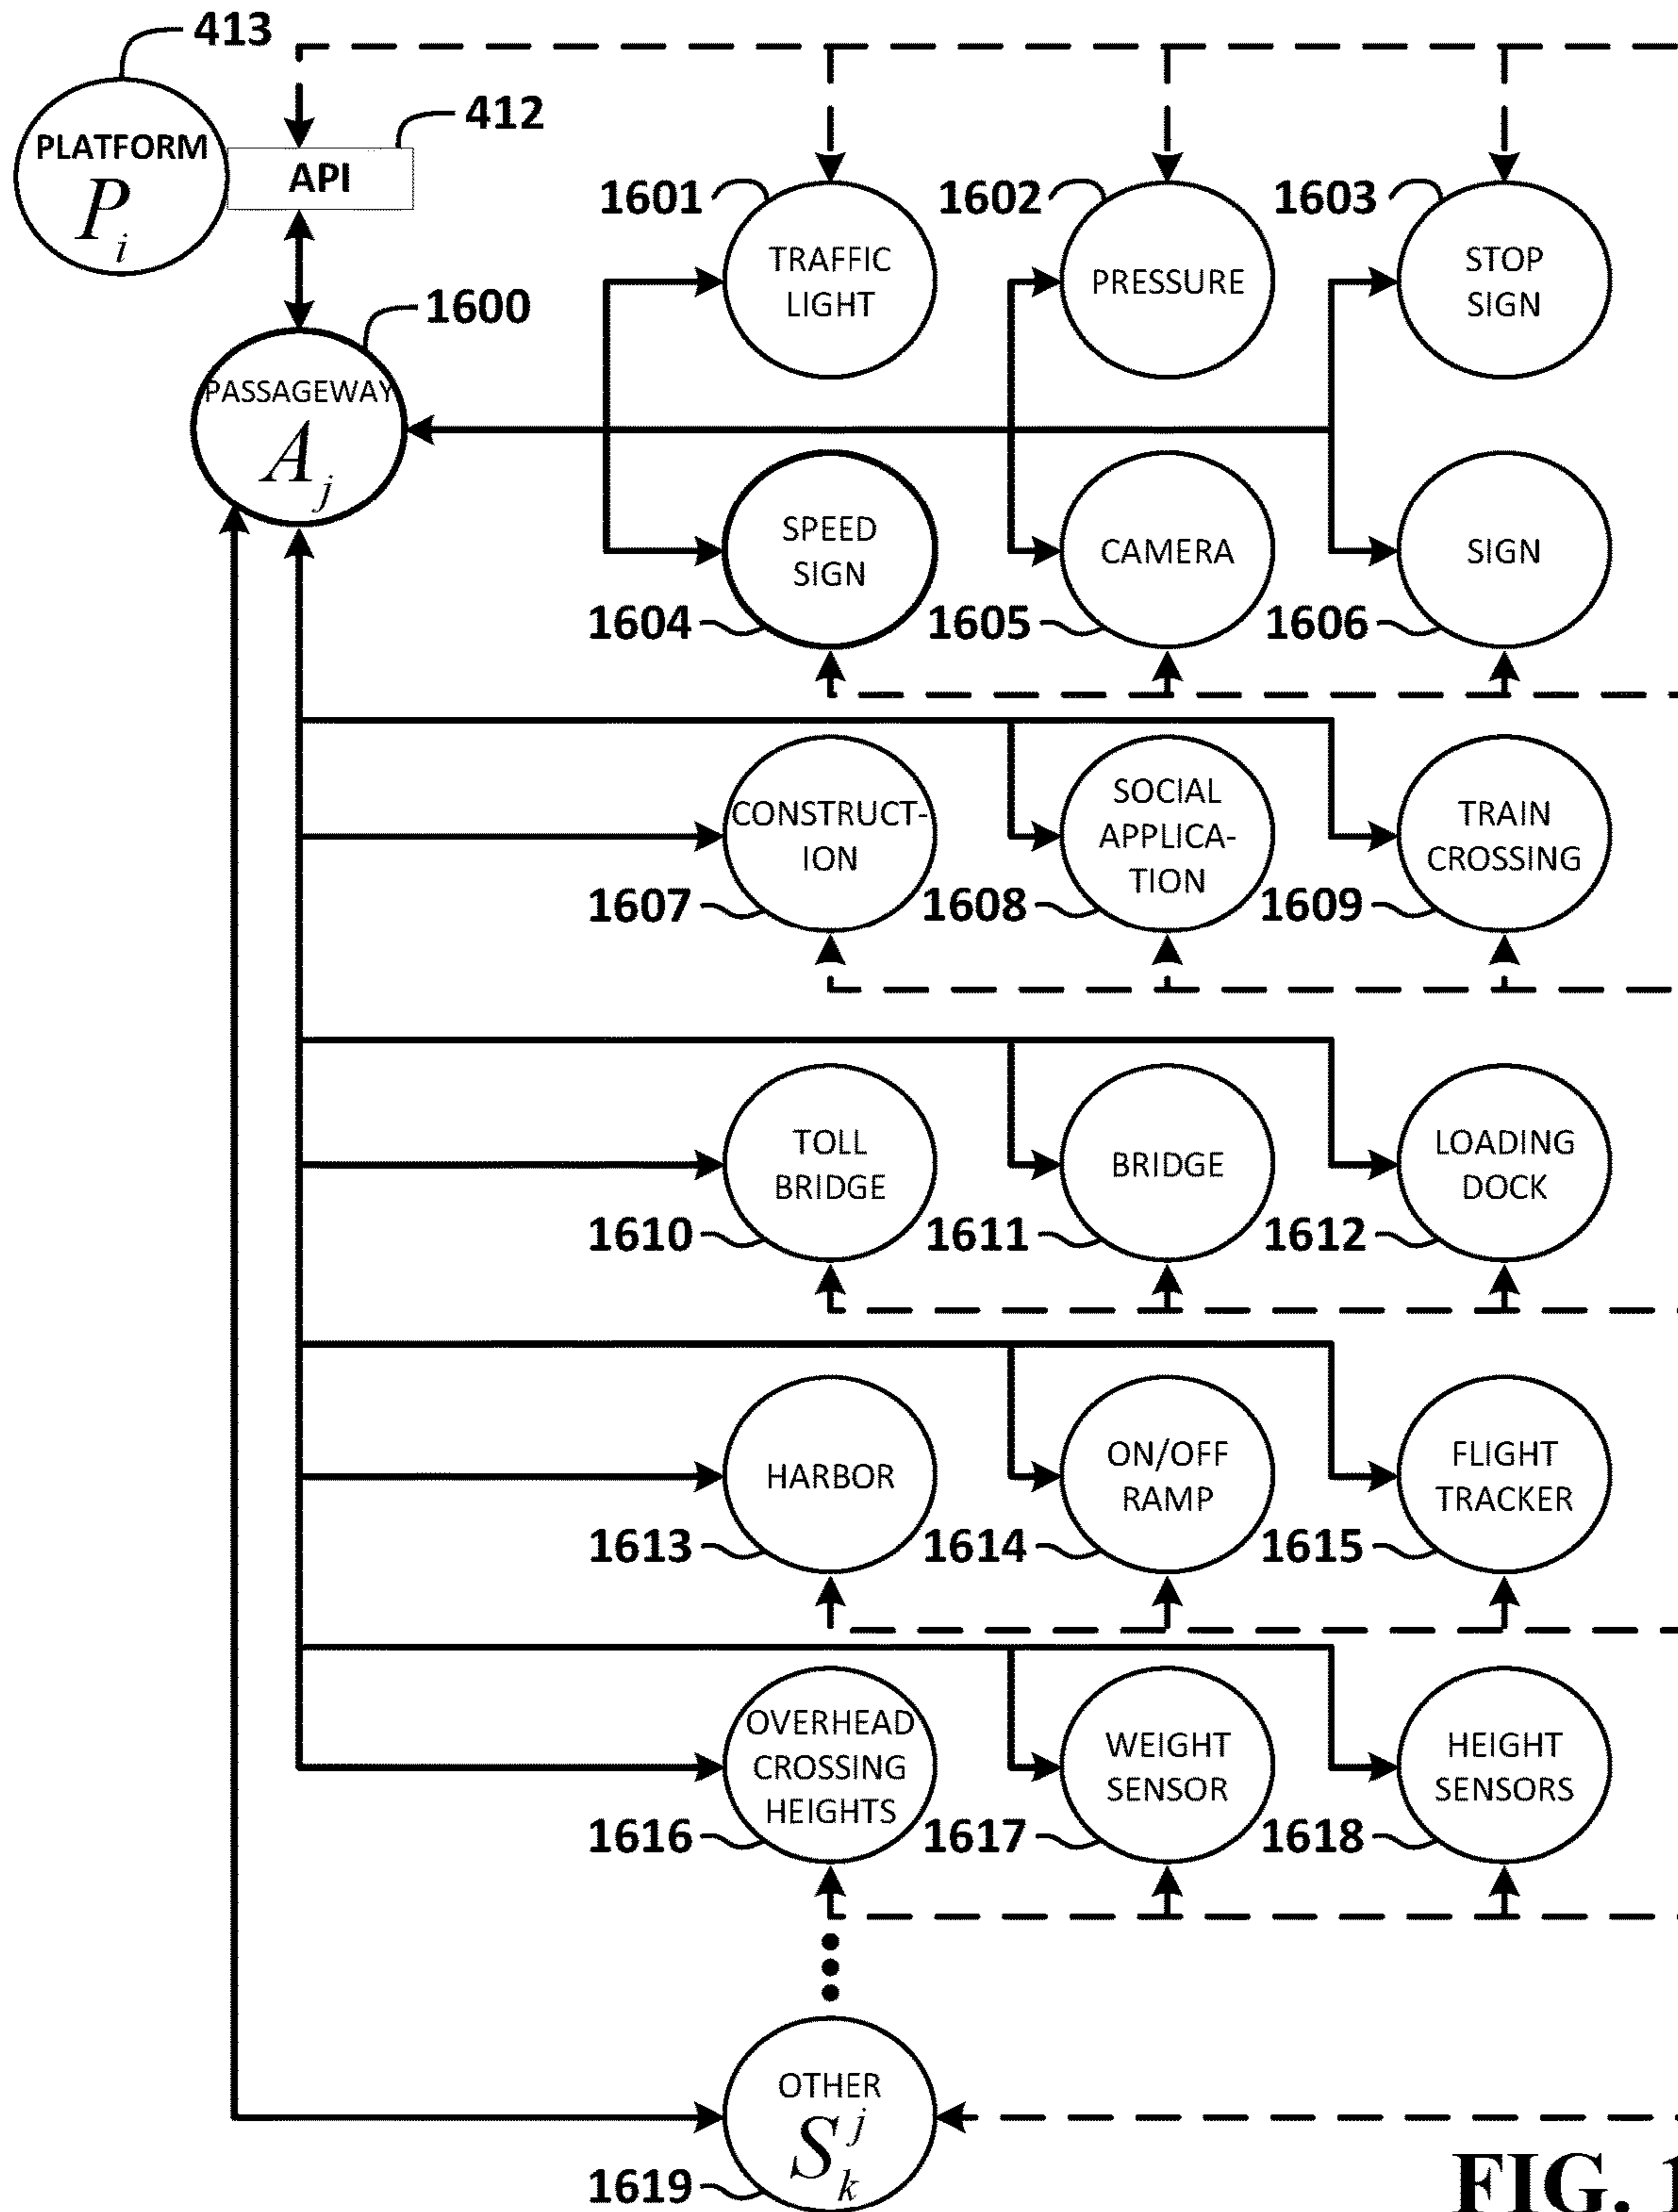 413
412
PLATFORM
P i
API
1601
1602
1603
TRAFFIC
LIGHT
PRESSURE
STOP
SIGN
1600
PASSAGEWAY
A j
SPEED
SIGN
CAMERA
SIGN
1604
1605
1606
CONSTRUCT-
ION
SOCIAL
APPLICA-
TION
TRAIN
CROSSING
1607
1608
1609
TOLL
BRIDGE
BRIDGE
LOADING
DOCK
1610
1611
1612
HARBOR
ON/OFF
RAMP
FLIGHT
TRACKER
1613
1614
1615
OVERHEAD
CROSSING
HEIGHTS
WEIGHT
SENSOR
HEIGHT
SENSORS
1616
1617
1618
OTHER
S j k
1619
FIG. 1